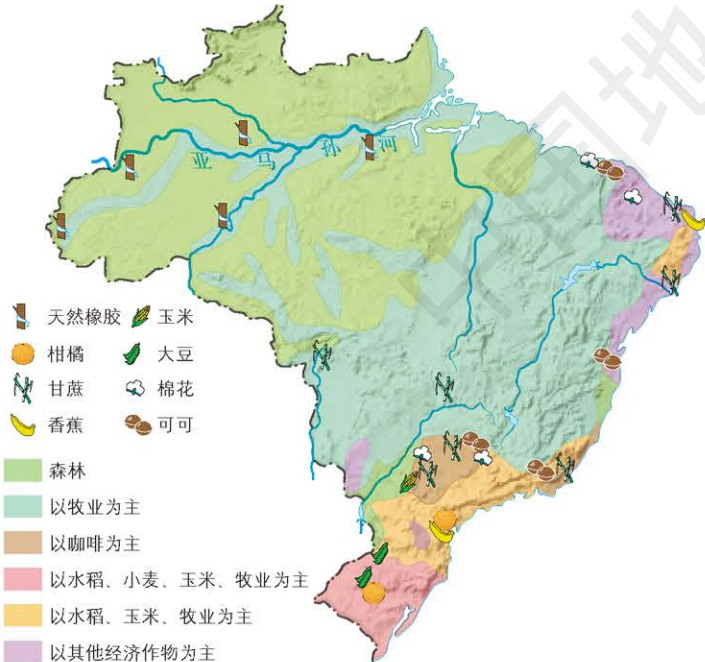 亚马孙河
天然橡胶 玉米
柑橘 大豆
甘蔗 棉花
香蕉 可可
森林
以牧业为主
以咖啡为主
以水稻、小麦、玉米、牧业为主
以水稻、玉米、牧业为主
以其他经济作物为主
中国地